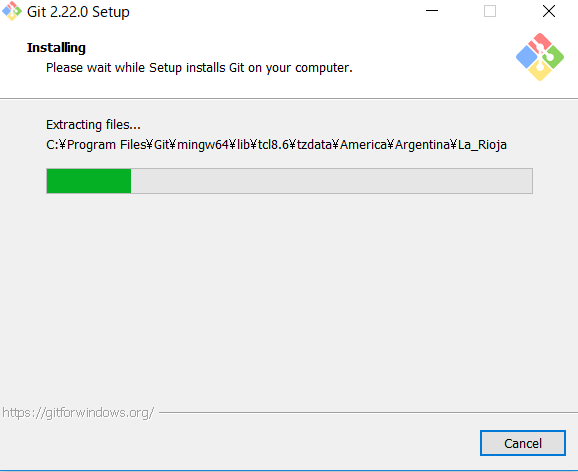 Git 2.22.0 Setup
Installing
Please wait while Setup installs Git on your computer.
Extracting files...
C:¥Program Files¥Git¥mingw64¥lib¥tcl8.6¥tzdata¥America¥Argentina¥La_Rioja
https://gitforwindows.org/
Cancel